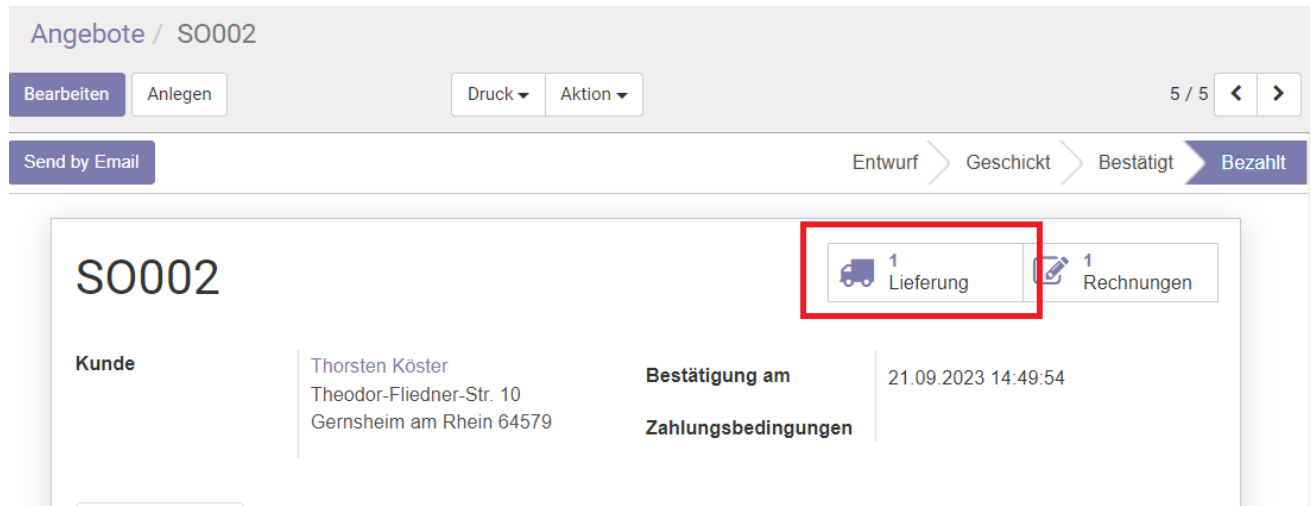 Angebote / SO002
Bearbeiten Anlegen Druck Aktion 5 / 5
Send by Email Entwurf Geschickt Bestätigt Bezahlt
SO002
1
Lieferung
1
Rechnungen
Kunde
Thorsten Köster
Theodor-Fliedner-Str. 10
Gernsheim am Rhein 64579
Bestätigung am 21.09.2023 14:49:54
Zahlungsbedingungen